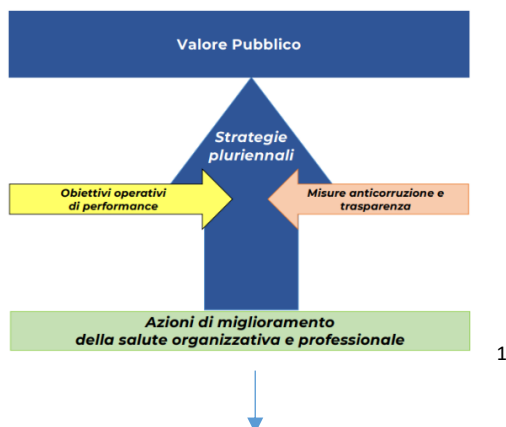 Valore Pubblico
Strategie
pluriennali
Obiettivi operativi
di performance
Misure anticorruzione e
trasparenza
Azioni di miglioramento
della salute organizzativa e professionale
1